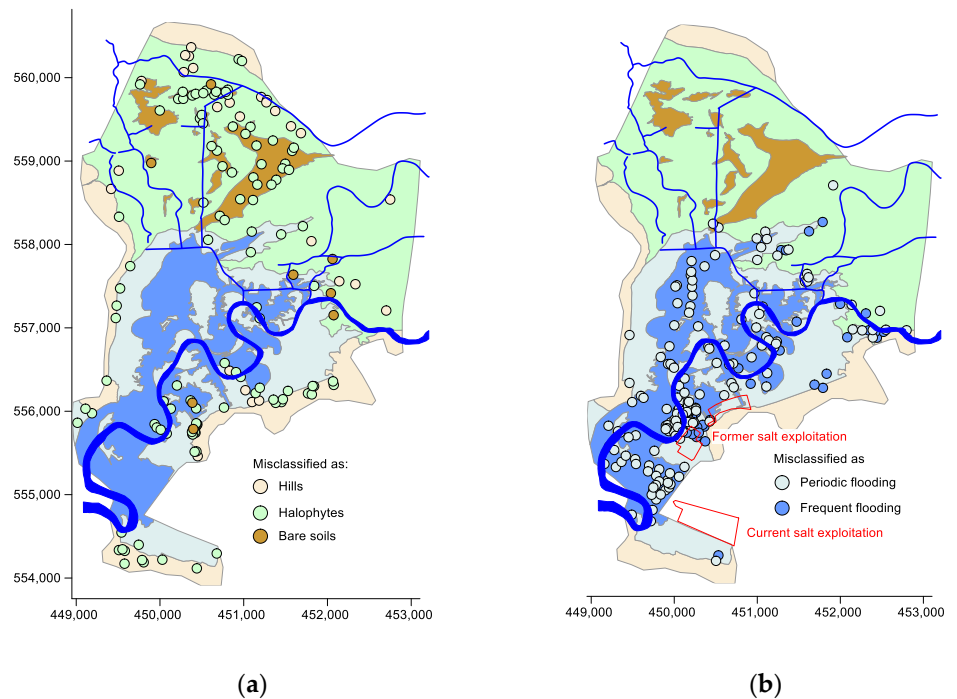 560,000
559,000
558,000
557,000
556,000
555,000
554,000
Misclassified as:
Hills
Halophytes
Bare soils
449,000 450,000 451,000 452,000 453,000
(a)
Former salt exploitation
Misclassified as
Periodic flooding
Frequent flooding
Current salt exploitation
449,000 450,000 451,000 452,000 453,000
(b)